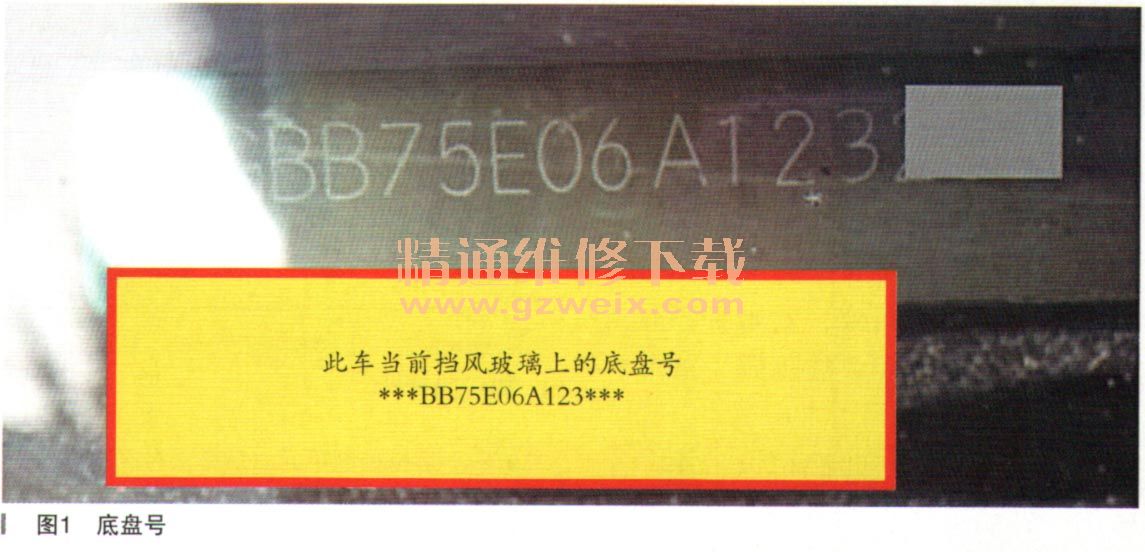 BB75E06A123
精通维修下载
www.gzweix.com
此车当前挡风玻璃上的底盘号
***BB75E06A123***
图1 底盘号